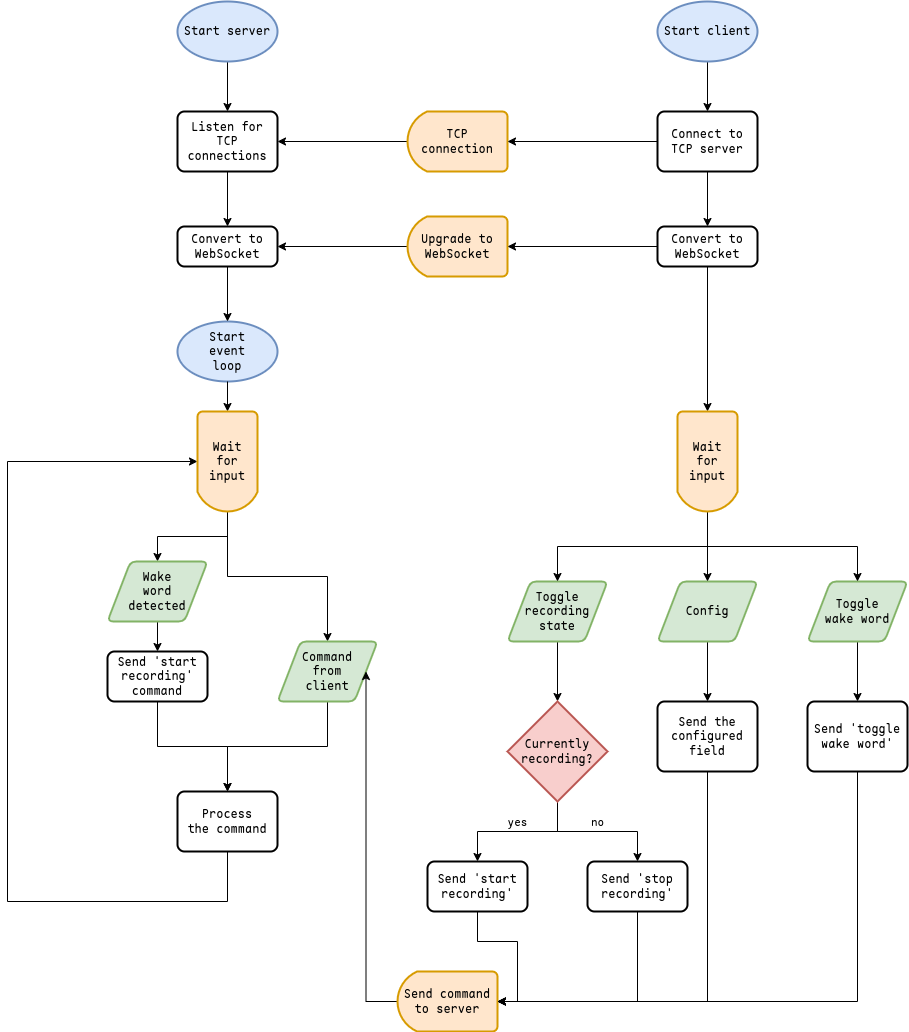 Start server
Start client
Listen for
TCP
connections
TCP
connection
Connect to
TCP server
Convert to
WebSocket
Upgrade to
WebSocket
Convert to
WebSocket
Start
event
loop
Wait
for
input
Wait
for
input
Wake
word
detected
Toggle
recording
state
Config
Toggle
wake word
Send 'start
recording'
command
Command
from
client
Currently
recording?
Send the
configured
field
Send 'toggle
wake word'
Process
the command
yes
no
Send 'start
recording'
Send 'stop
recording'
Send command
to server